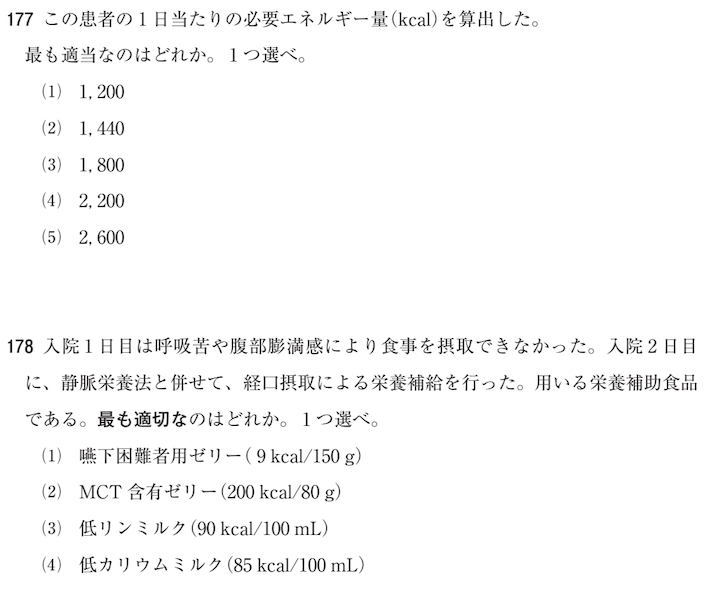 177 この患者の１日当たりの必要エネルギー量(kcal)を算出した。
最も適当なのはどれか。１つ選べ。
⑴ 1,200
⑵ 1,440
⑶ 1,800
⑷ 2,200
⑸ 2,600
178 入院１日目は呼吸苦や腹部膨満感により食事を摂取できなかった。入院２日目
に、静脈栄養法と併せて、経口摂取による栄養補給を行った。用いる栄養補助食品
である。最も適切なのはどれか。１つ選べ。
⑴ 嚥下困難者用ゼリー( 9 kcal/150 g)
⑵ MCT 含有ゼリー(200 kcal/80 g)
⑶ 低リンミルク(90 kcal/100 mL)
⑷ 低カリウムミルク(85 kcal/100 mL)